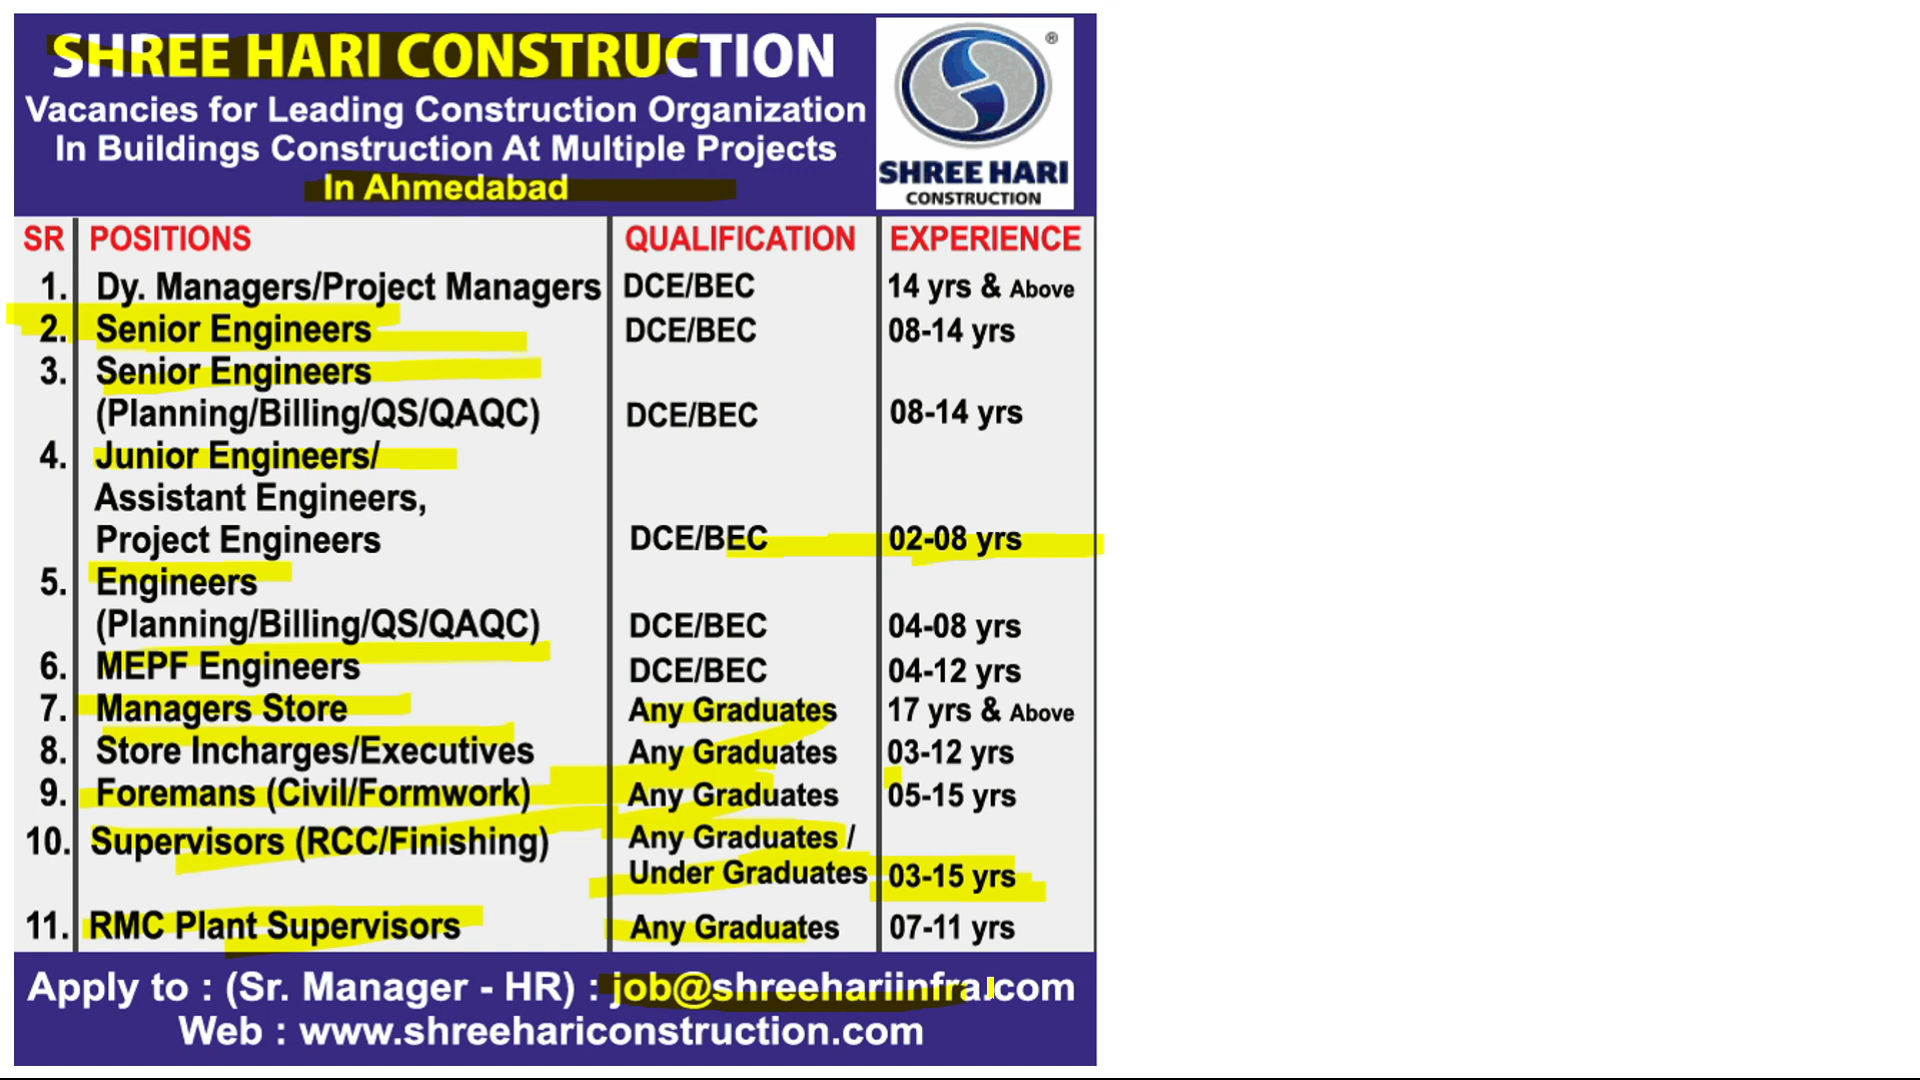 SHREE HARI CONSTRUCTION
Vacancies for Leading Construction Organization
In Buildings Construction At Multiple Projects
In Ahmedabad
®
SHREE HARI
CONSTRUCTION
SR POSITIONS QUALIFICATION EXPERIENCE
1. Dy. Managers/Project Managers DCE/BEC 14 yrs & Above
2. Senior Engineers DCE/BEC 08-14 yrs
3. Senior Engineers
(Planning/Billing/QS/QAQC) DCE/BEC 08-14 yrs
4. Junior Engineers/
Assistant Engineers,
Project Engineers DCE/BEC 02-08 yrs
5. Engineers
(Planning/Billing/QS/QAQC) DCE/BEC 04-08 yrs
6. MEPF Engineers DCE/BEC 04-12 yrs
7. Managers Store Any Graduates 17 yrs & Above
8. Store Incharges/Executives Any Graduates 03-12 yrs
9. Foremans (Civil/Formwork) Any Graduates 05-15 yrs
10. Supervisors (RCC/Finishing) Any Graduates /
Under Graduates 03-15 yrs
11. RMC Plant Supervisors Any Graduates 07-11 yrs
Apply to : (Sr. Manager - HR) : job@shreehariinfra.com
Web : www.shreehariconstruction.com